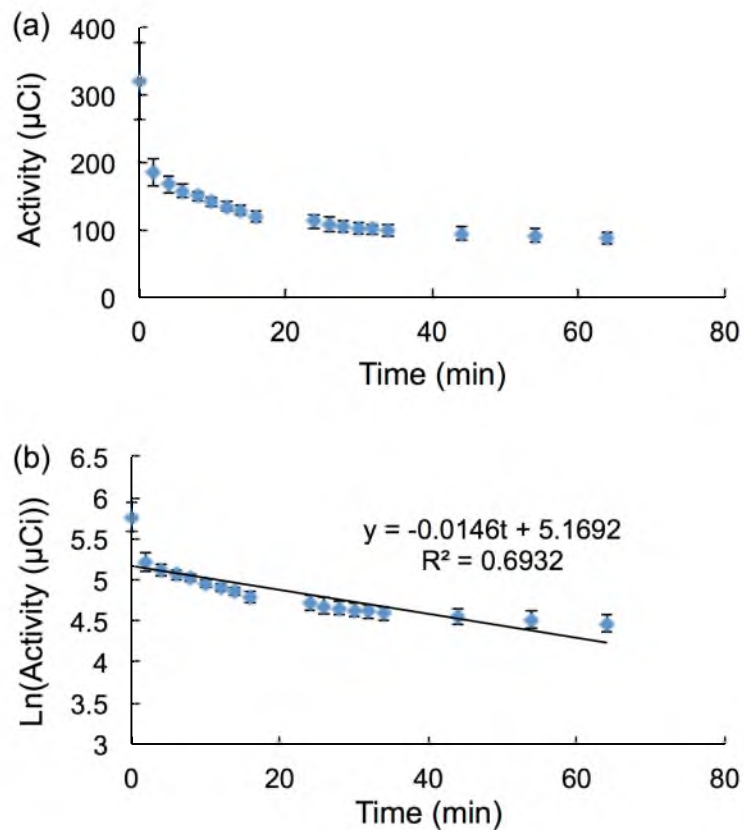 (a)
400
300
200
100
0
Activity (µCi)
0 20 40 60 80
Time (min)
(b)
6.5
6
5.5
5
4.5
4
3.5
3
Ln(Activity (µCi))
y = -0.0146t + 5.1692
R² = 0.6932
0 20 40 60 80
Time (min)